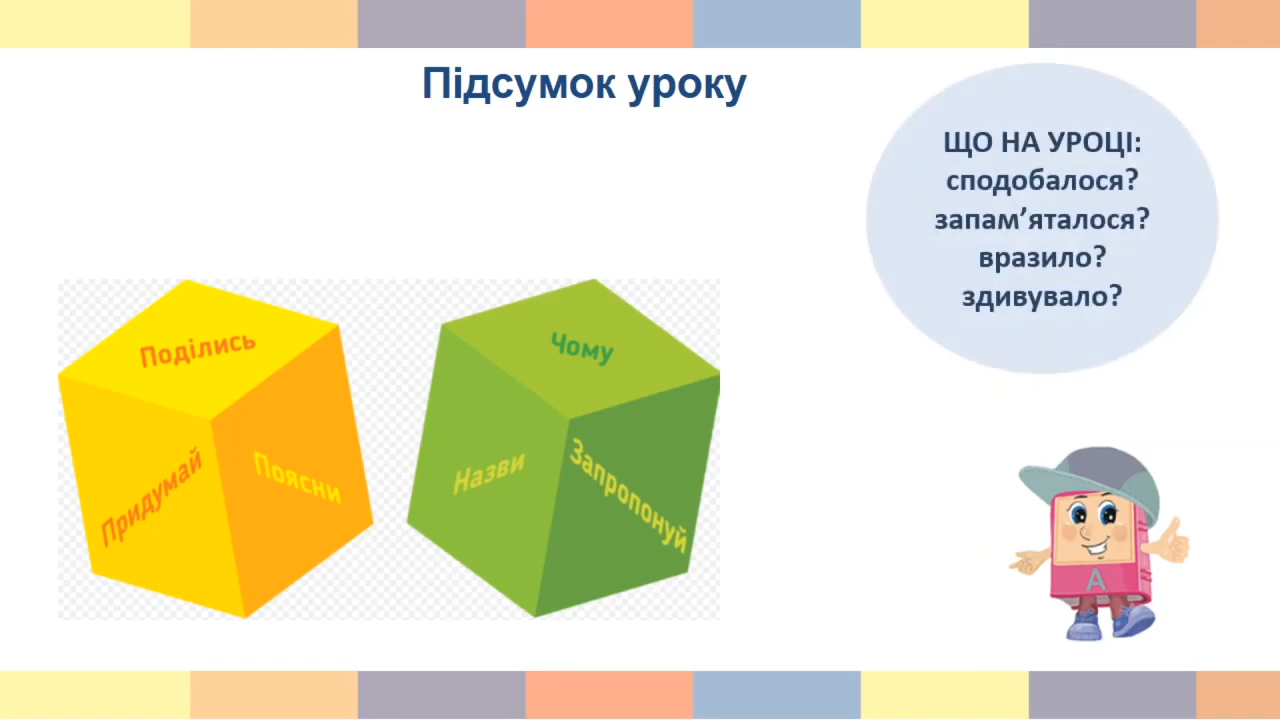 Підсумок уроку
ЩО НА УРОЦІ:
сподобалося?
запам’яталося?
вразило?
здивувало?
Поділись
Придумай
Поясни
Чому
Назви
Запропонуй
А